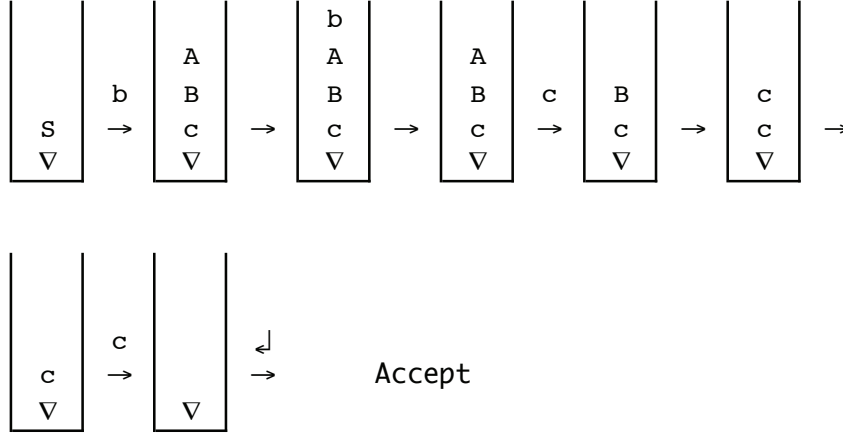 b
A A
b B B c B c
S → c → c → c → c → c →
∇ ∇ ∇ ∇ ∇ ∇
c ↲
c → → Accept
∇ ∇